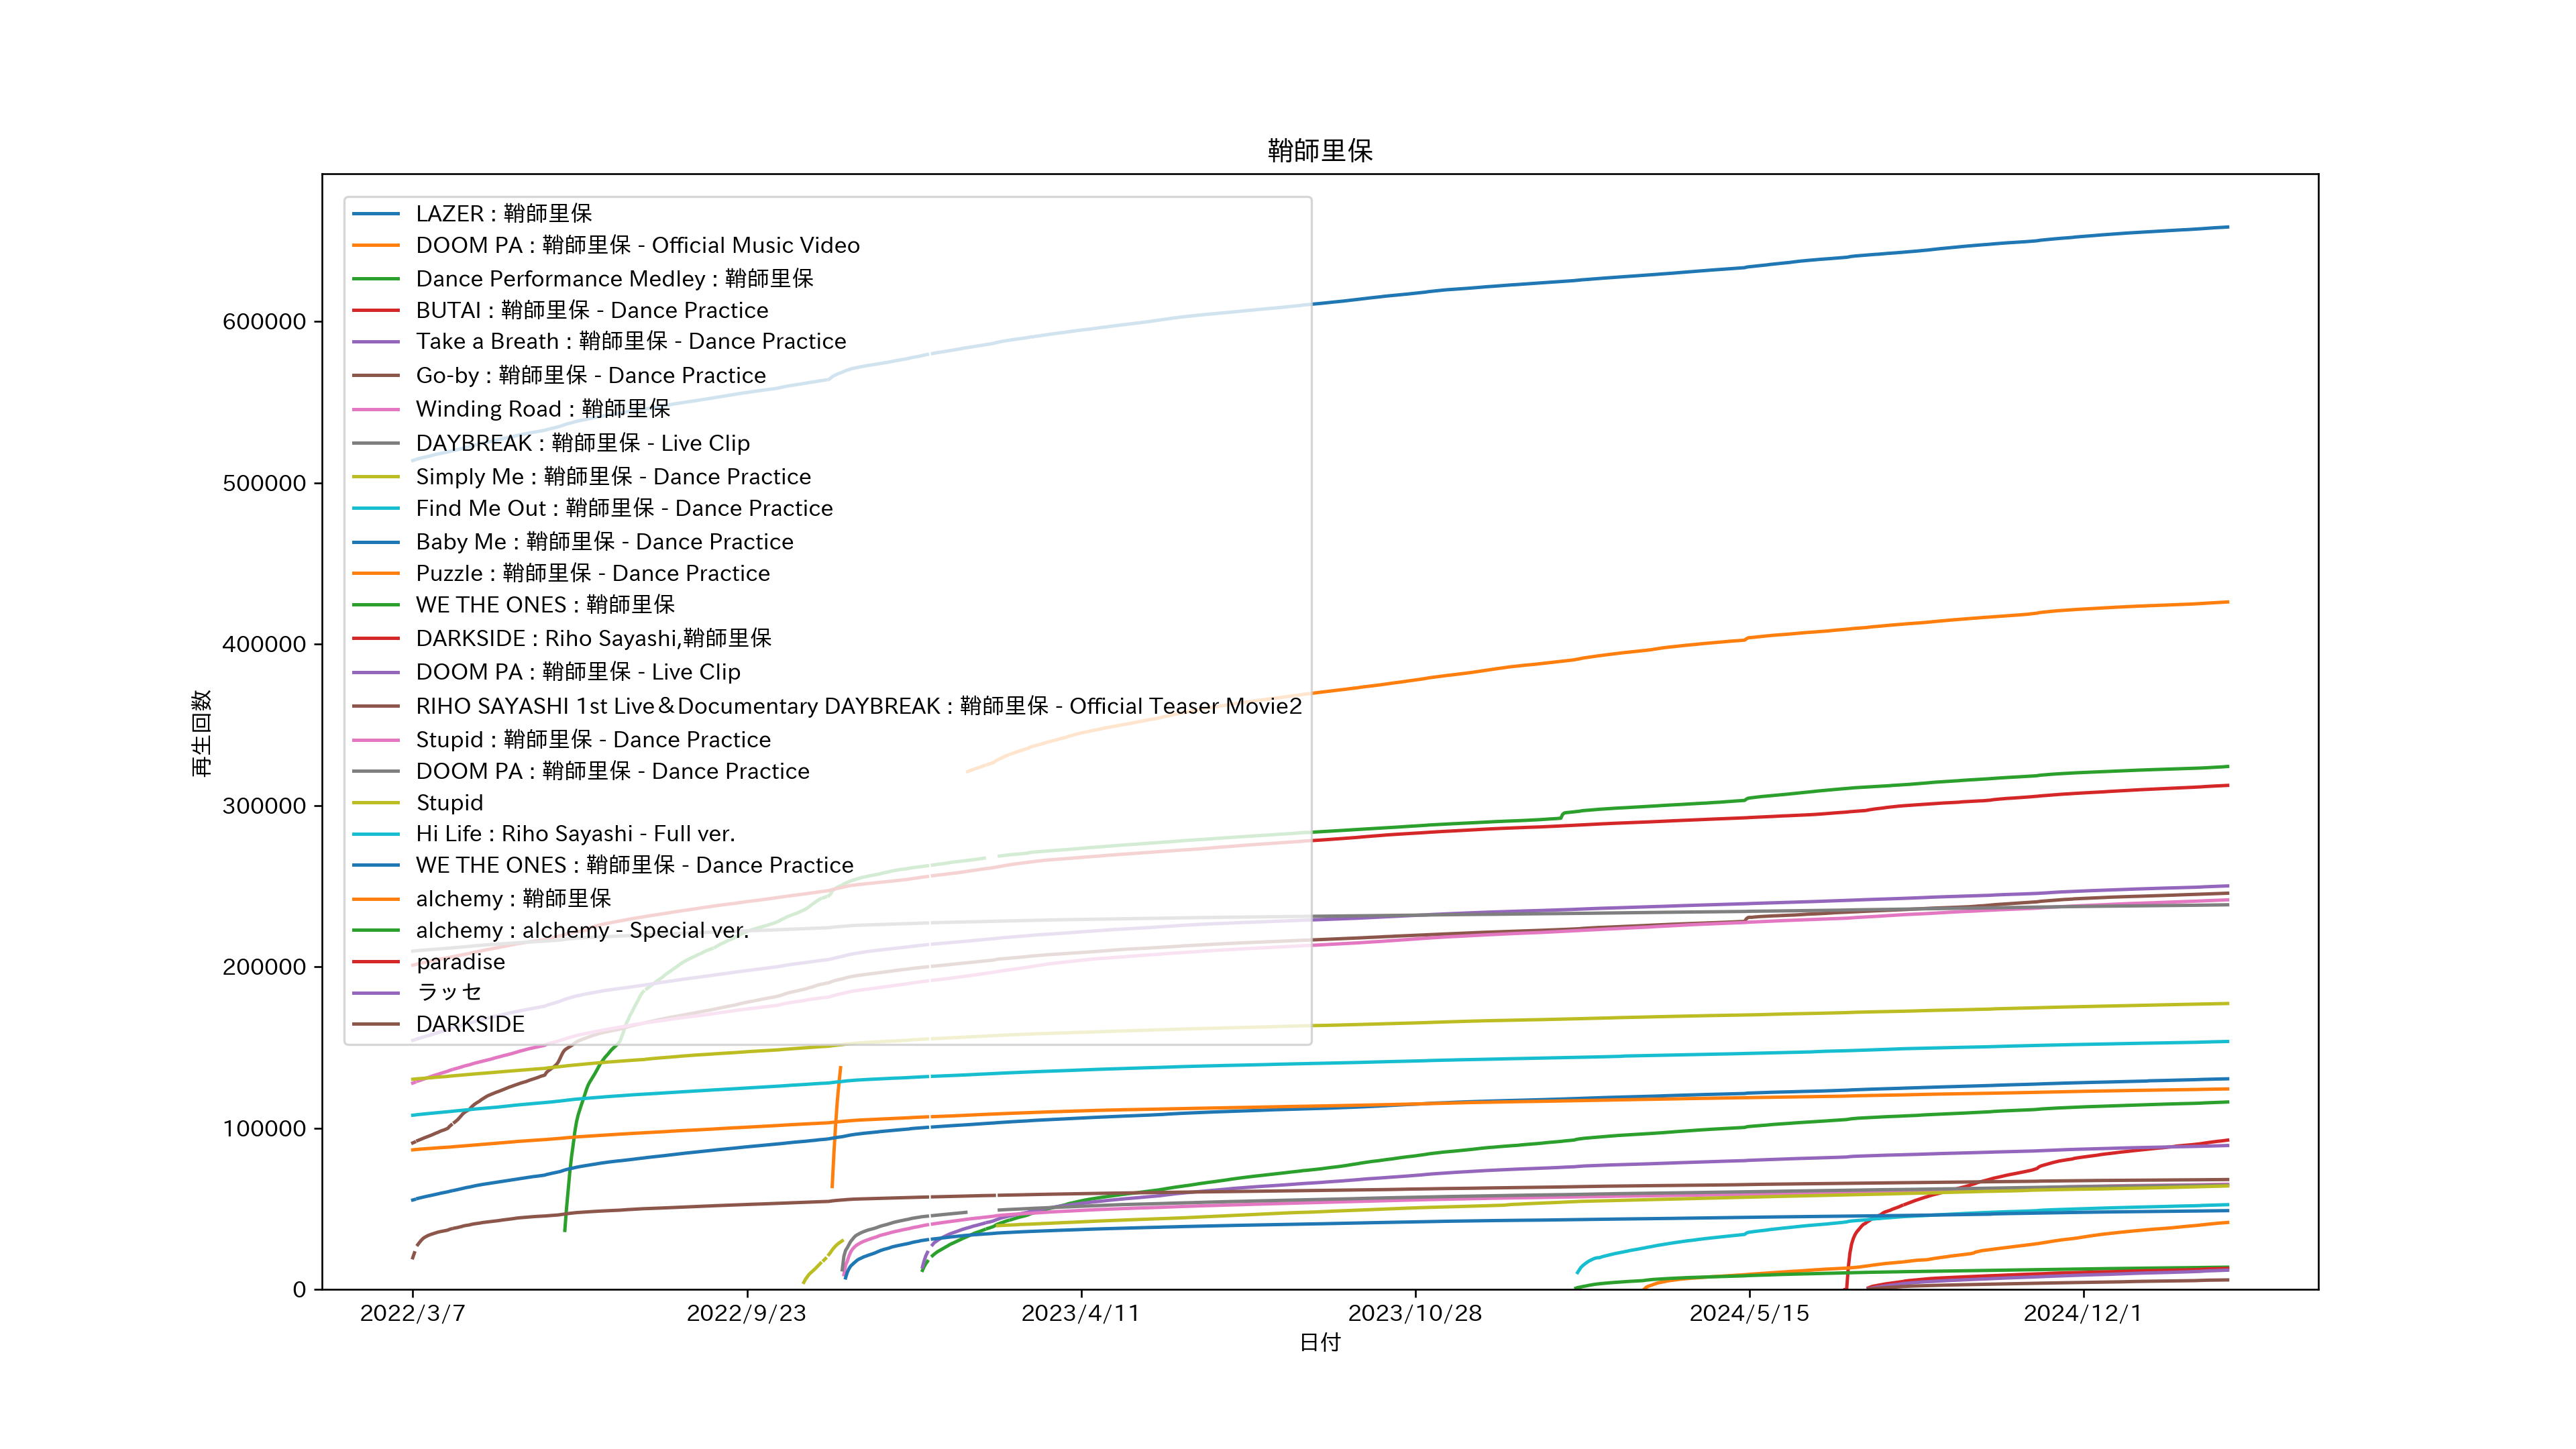 鞘師里保
LAZER : 鞘師里保
DOOM PA : 鞘師里保 - Official Music Video
Dance Performance Medley : 鞘師里保
BUTAI : 鞘師里保 - Dance Practice
Take a Breath : 鞘師里保 - Dance Practice
Go-by : 鞘師里保 - Dance Practice
Winding Road : 鞘師里保
DAYBREAK : 鞘師里保 - Live Clip
Simply Me : 鞘師里保 - Dance Practice
Find Me Out : 鞘師里保 - Dance Practice
Baby Me : 鞘師里保 - Dance Practice
Puzzle : 鞘師里保 - Dance Practice
WE THE ONES : 鞘師里保
DARKSIDE : Riho Sayashi,鞘師里保
DOOM PA : 鞘師里保 - Live Clip
RIHO SAYASHI 1st Live＆Documentary DAYBREAK : 鞘師里保 - Official Teaser Movie2
Stupid : 鞘師里保 - Dance Practice
DOOM PA : 鞘師里保 - Dance Practice
Stupid
Hi Life : Riho Sayashi - Full ver.
WE THE ONES : 鞘師里保 - Dance Practice
alchemy : 鞘師里保
alchemy : alchemy - Special ver.
paradise
ラッセ
DARKSIDE
再生回数
600000
500000
400000
300000
200000
100000
0
2022/3/7
2022/9/23
2023/4/11
2023/10/28
2024/5/15
2024/12/1
日付